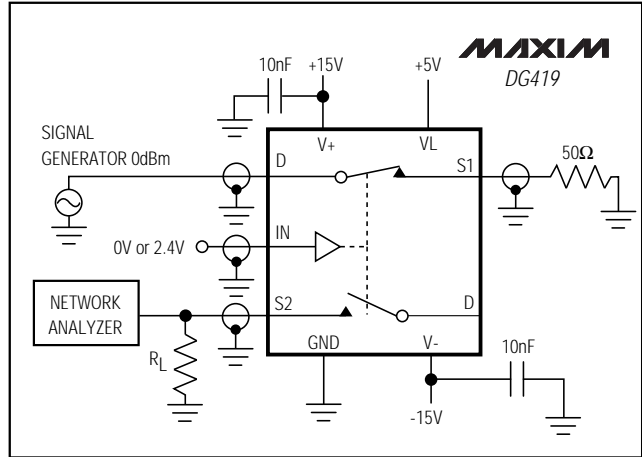 MAXIM
DG419
10nF
+15V
+5V
SIGNAL
GENERATOR 0dBm
V+
VL
D
S1
50Ω
IN
0V or 2.4V
NETWORK
ANALYZER
S2
D
RL
GND
V-
10nF
-15V